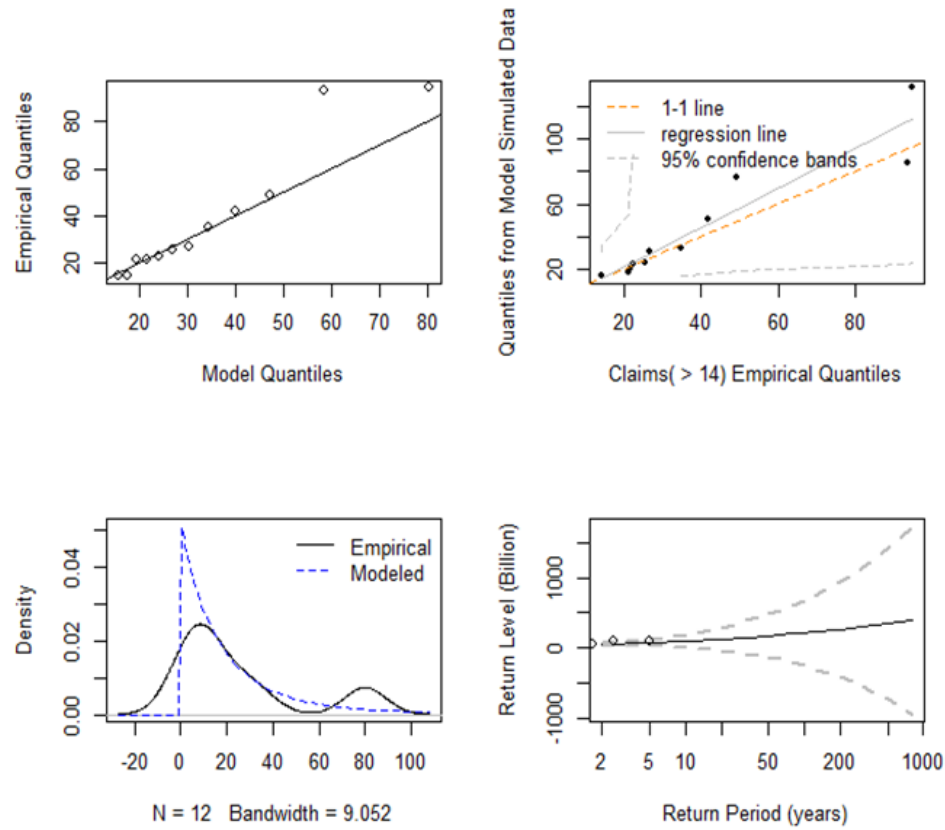 Empirical Quantiles
20 40 60 80
20 30 40 50 60 70 80
Model Quantiles
Quantiles from Model Simulated Data
20 60 100
1-1 line
regression line
95% confidence bands
20 40 60 80
Claims( > 14) Empirical Quantiles
Density
0.00 0.02 0.04
Empirical
Modeled
-20 0 20 40 60 80 100
N = 12 Bandwidth = 9.052
Return Level (Billion)
-1000 0 1000
2 5 10 50 200 1000
Return Period (years)